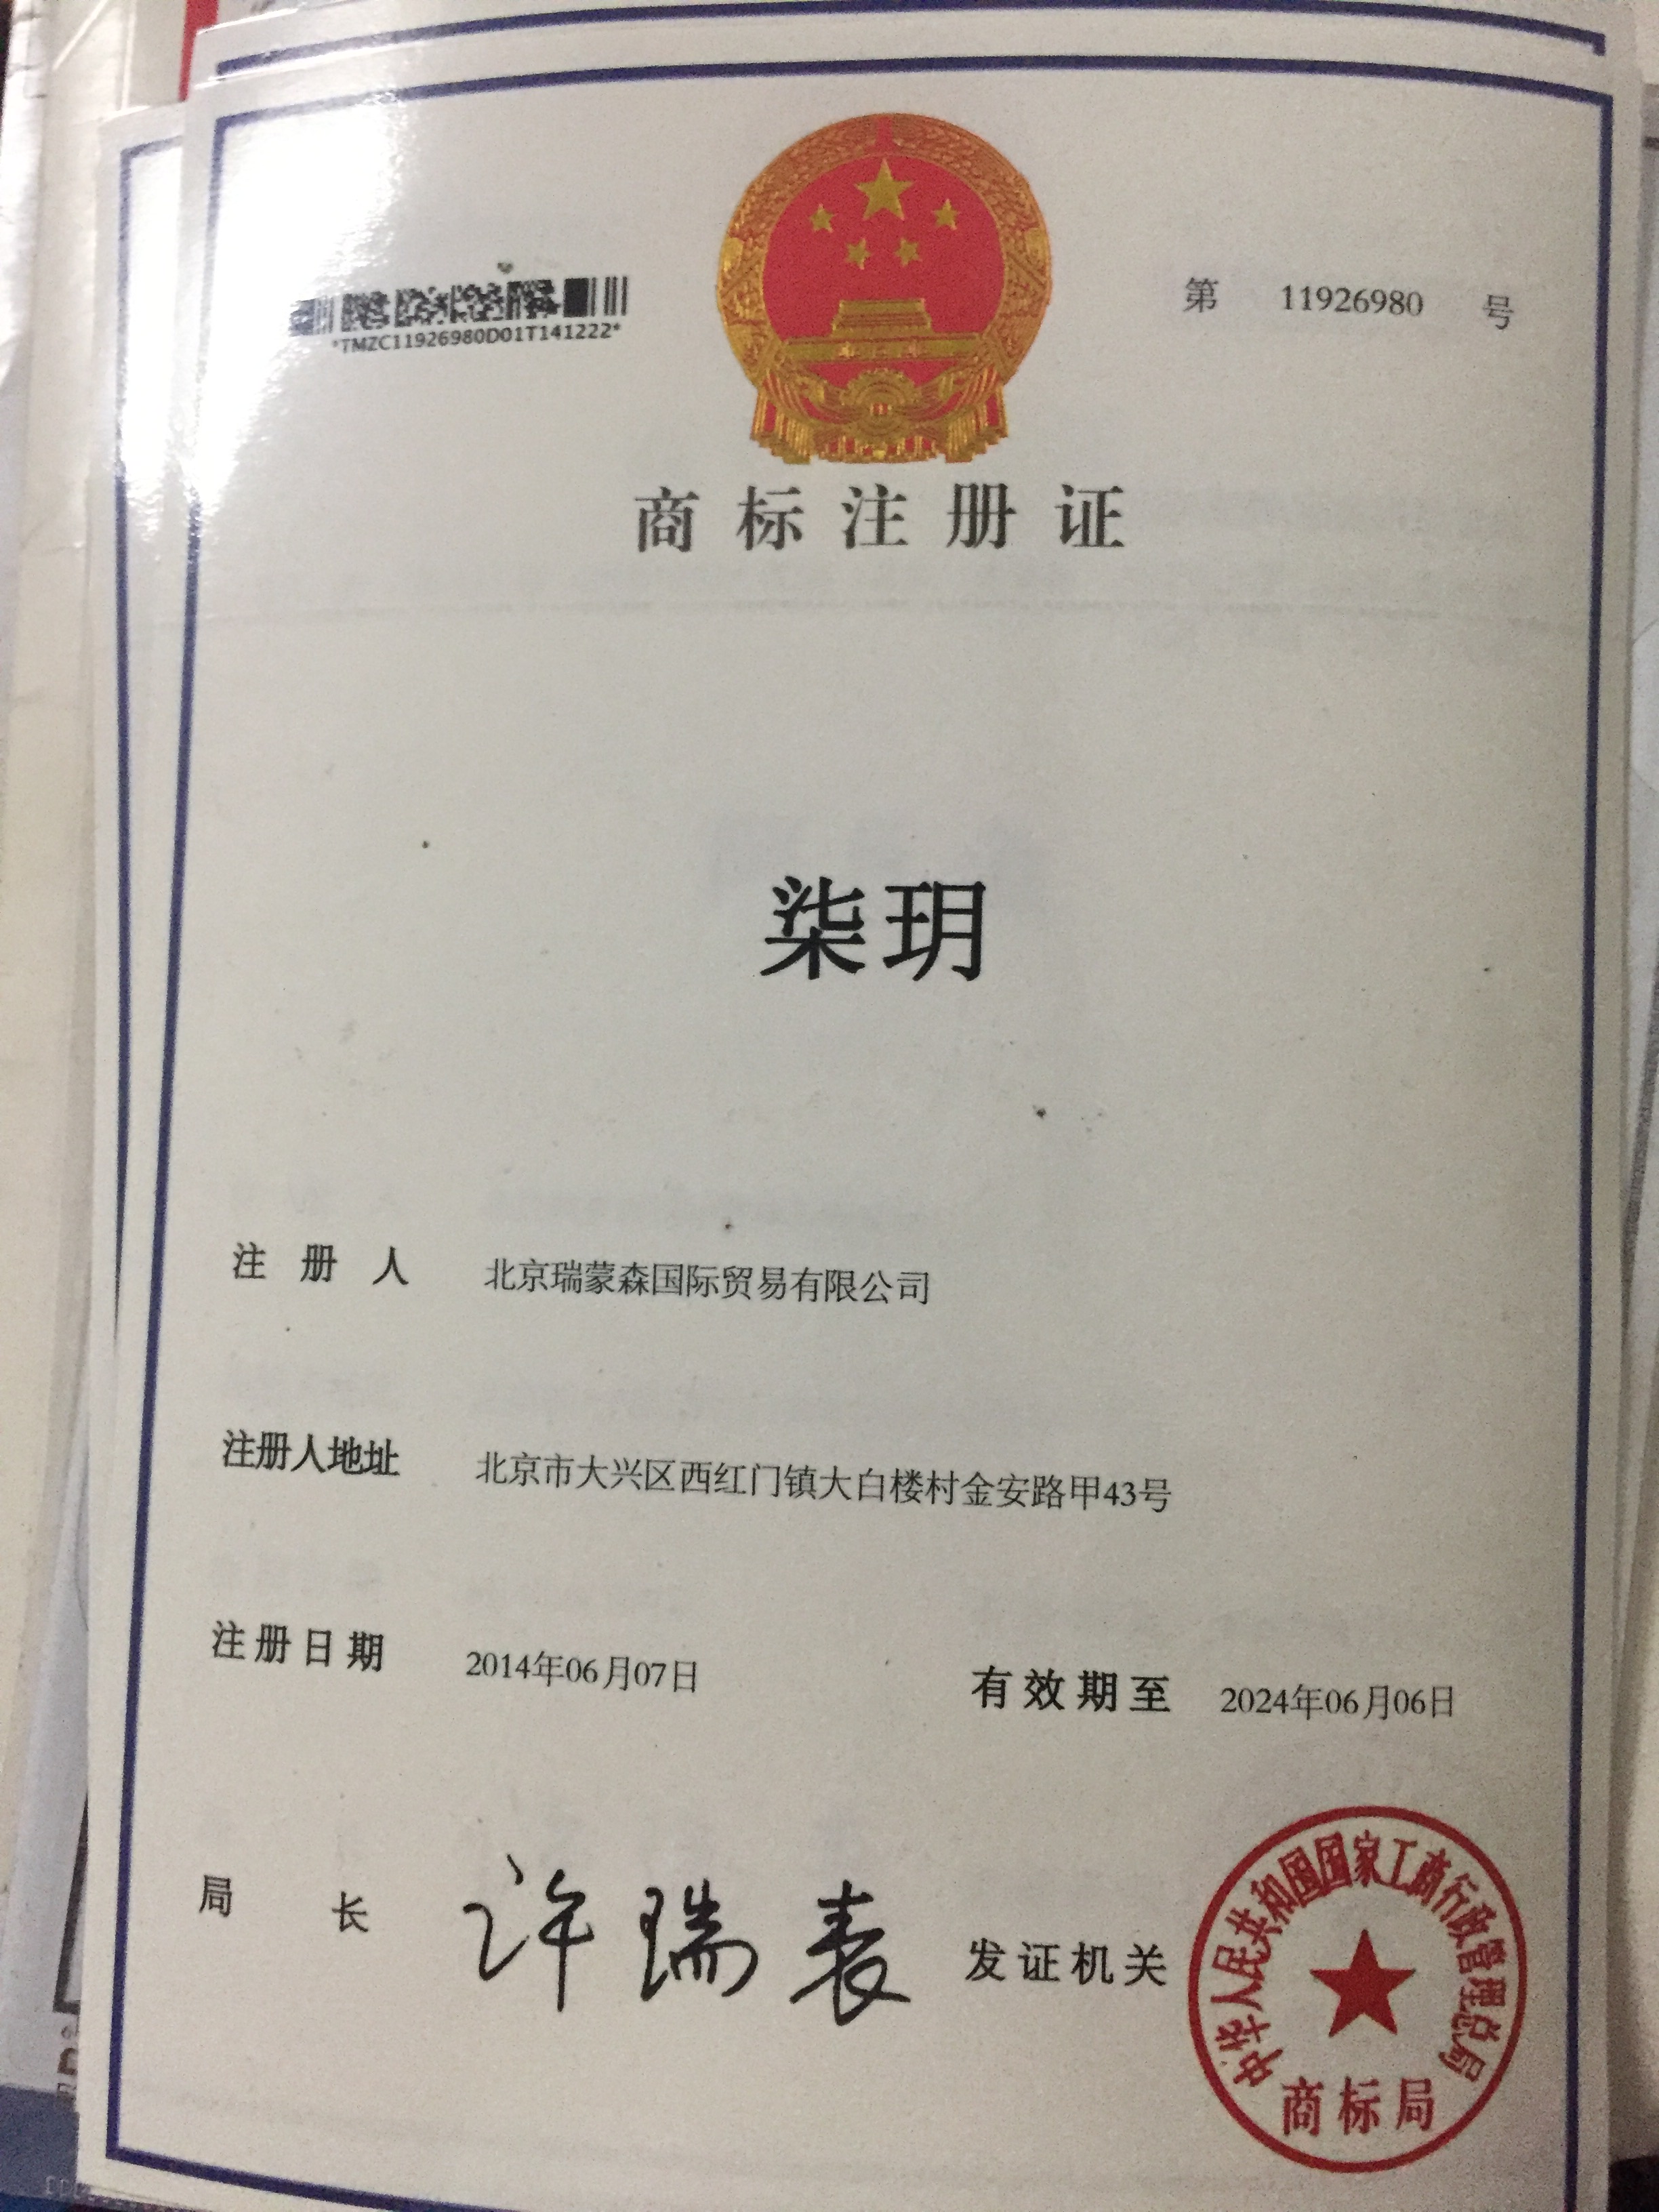 第 11926980 号
*TMZC11926980D01T141222*
商标注册证
柒玥
注册人 北京瑞蒙森国际贸易有限公司
注册人地址 北京市大兴区西红门镇大白楼村金安路甲43号
注册日期 2014年06月07日 有效期至 2024年06月06日
局长 许瑞表 发证机关
中华人民共和国国家工商行政管理总局
商标局